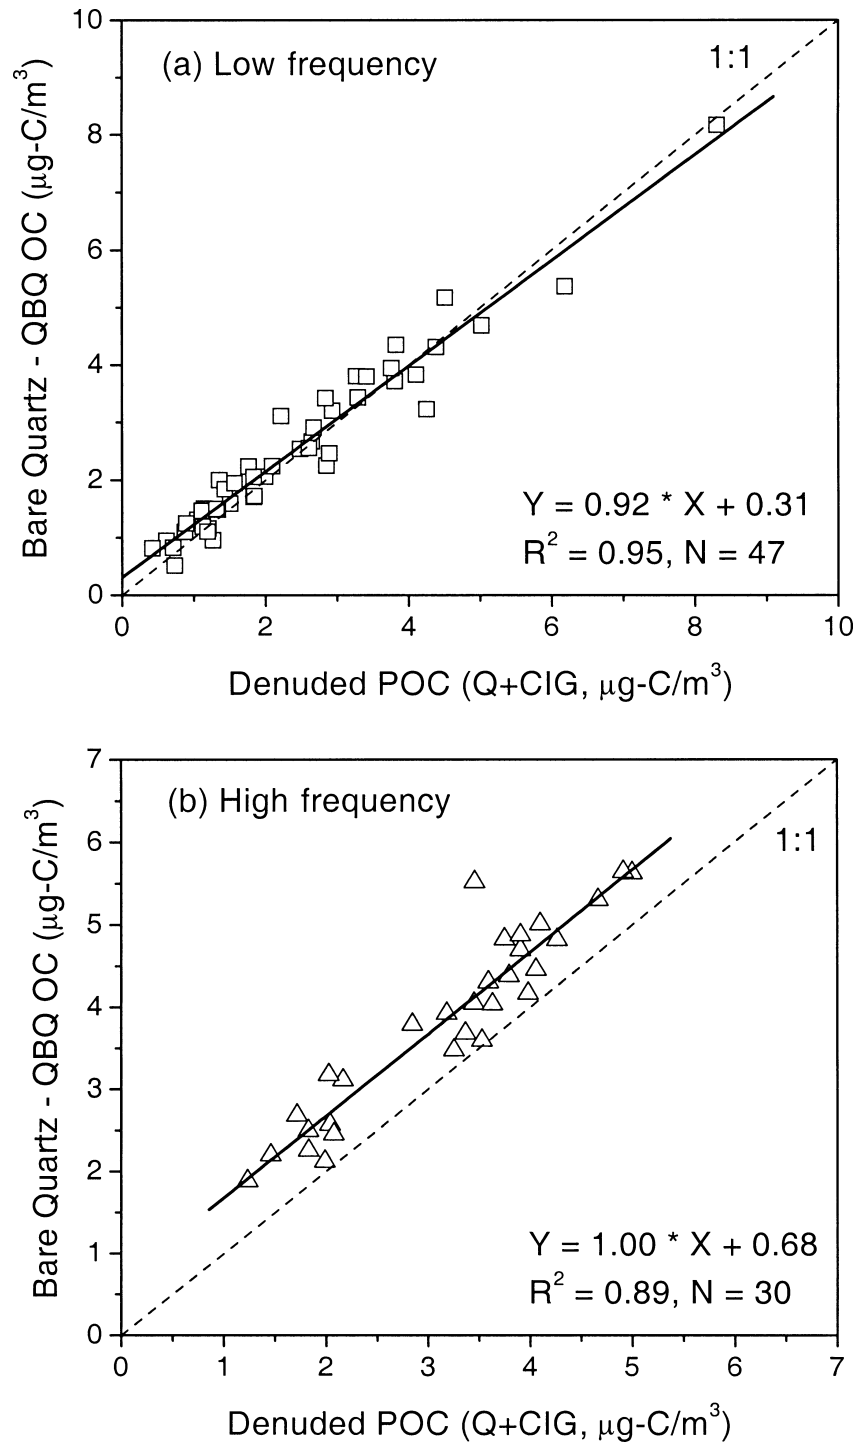 10
(a) Low frequency
1:1
8
6
4
2
0
Bare Quartz - QBQ OC (μg-C/m³)
Y = 0.92 * X + 0.31
R² = 0.95, N = 47
0 2 4 6 8 10
Denuded POC (Q+CIG, μg-C/m³)
7
(b) High frequency
6
1:1
5
4
3
2
1
0
Bare Quartz - QBQ OC (μg-C/m³)
Y = 1.00 * X + 0.68
R² = 0.89, N = 30
0 1 2 3 4 5 6 7
Denuded POC (Q+CIG, μg-C/m³)